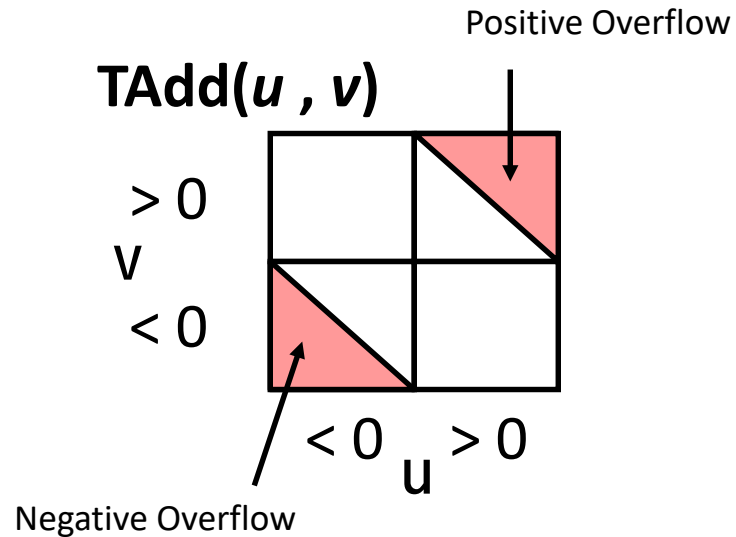 Positive Overflow
TAdd(u , v)
> 0
v
< 0
< 0 u > 0
Negative Overflow